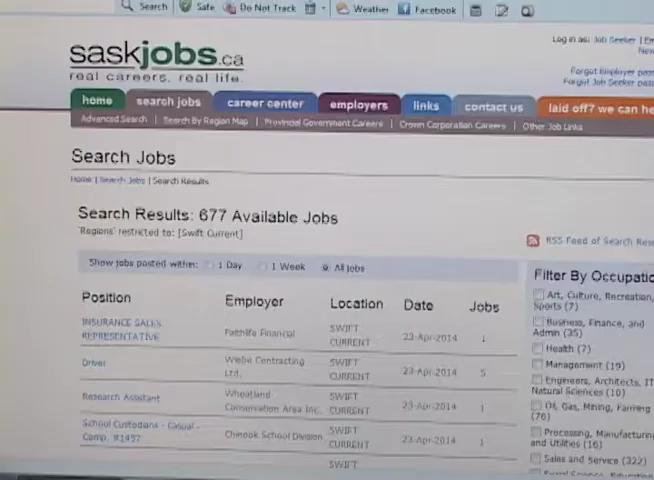 Search Safe Do Not Track Weather Facebook
saskjobs.ca
real careers. real life.
Log in as: Job Seeker |
Forgot Employer
Forgot Job Seeker
home search jobs career center employers links contact us laid off? we can he
Advanced Search | Search By Region Map | Provincial Government Careers | Crown Corporation Careers | Other Job Links
Search Jobs
Home | Search Jobs | Search Results
Search Results: 677 Available Jobs
'Regions' restricted to: [Swift Current]
RSS Feed of Search
Show jobs posted within: 1 Day 1 Week All jobs
Filter By Occupatio
Position Employer Location Date Jobs
Art, Culture, Recreation,
Sports (7)
INSURANCE SALES
REPRESENTATIVE
Faithlife Financial
SWIFT
CURRENT
23-Apr-2014 1
Business, Finance, and
Admin (35)
Health (7)
Driver
Wiebe Contracting
Ltd.
SWIFT
CURRENT
23-Apr-2014 5
Management (19)
Engineers, Architects, IT
Natural Sciences (10)
Research Assistant
Wheatland
Conservation Area Inc.
SWIFT
CURRENT
23-Apr-2014 1
Oil, Gas, Mining, Farming
(76)
School Custodians - Casual -
Comp. #1457
Chinook School Division
SWIFT
CURRENT
23-Apr-2014 1
Processing, Manufacturing
and Utilities (16)
Sales and Service (322)
SWIFT